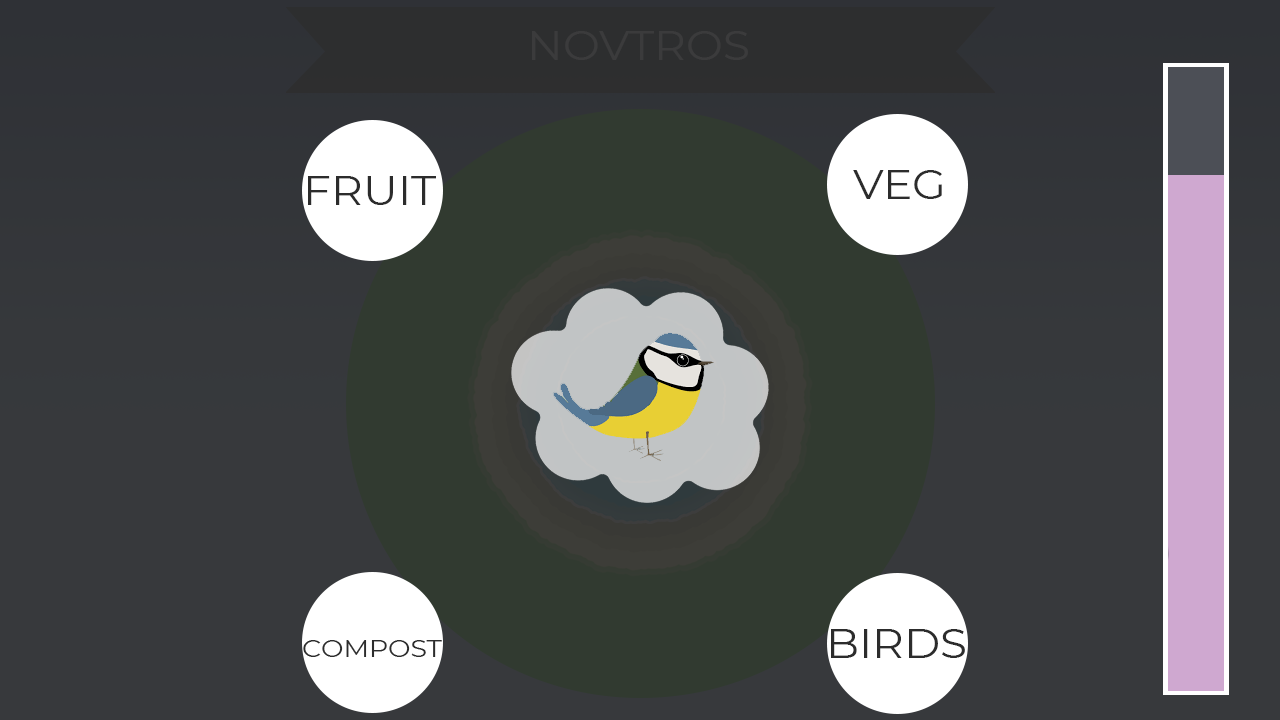 NOVTROS
FRUIT
VEG
COMPOST
BIRDS